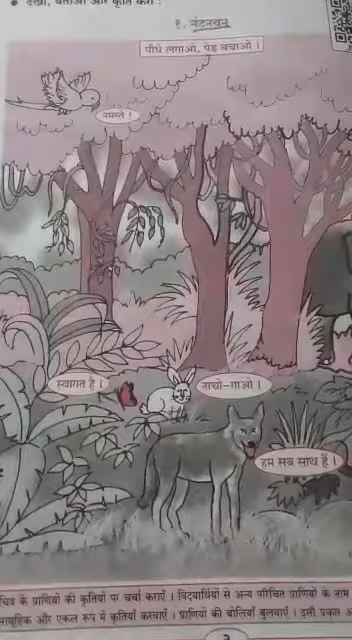 देखो, बताओ और कृति करो :
१. नंदनवन
पौधे लगाओ, पेड़ बचाओ ।
नमस्ते !
स्वागत है ।
नाचो-गाओ ।
हम सब साथ हैं ।
चित्र के प्राणियों की कृतियों पर चर्चा कराएँ । विद्यार्थियों से अन्य परिचित प्राणियों के नाम
सामूहिक और एकल रूप में कृतियाँ करवाएँ । प्राणियों की बोलियाँ बुलवाएँ । इसी प्रकार